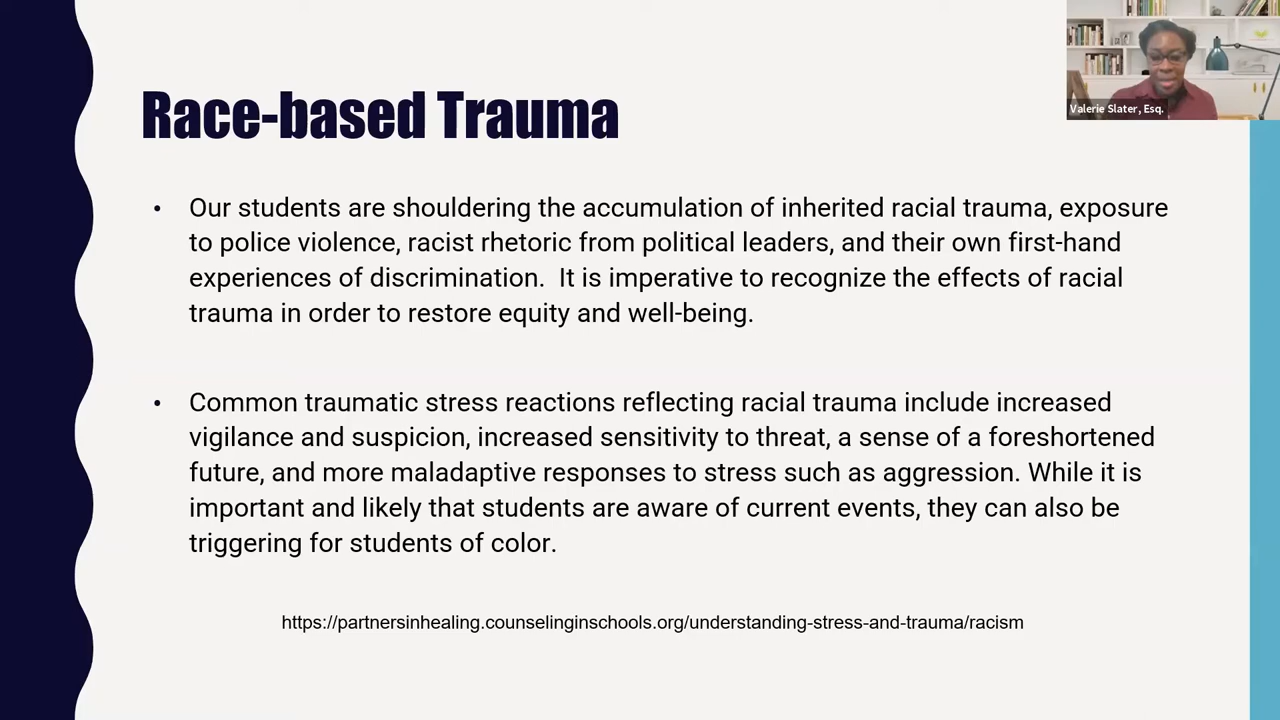 Valerie Slater, Esq.
Race-based Trauma
• Our students are shouldering the accumulation of inherited racial trauma, exposure
to police violence, racist rhetoric from political leaders, and their own first-hand
experiences of discrimination.  It is imperative to recognize the effects of racial
trauma in order to restore equity and well-being.
• Common traumatic stress reactions reflecting racial trauma include increased
vigilance and suspicion, increased sensitivity to threat, a sense of a foreshortened
future, and more maladaptive responses to stress such as aggression. While it is
important and likely that students are aware of current events, they can also be
triggering for students of color.
https://partnersinhealing.counselinginschools.org/understanding-stress-and-trauma/racism